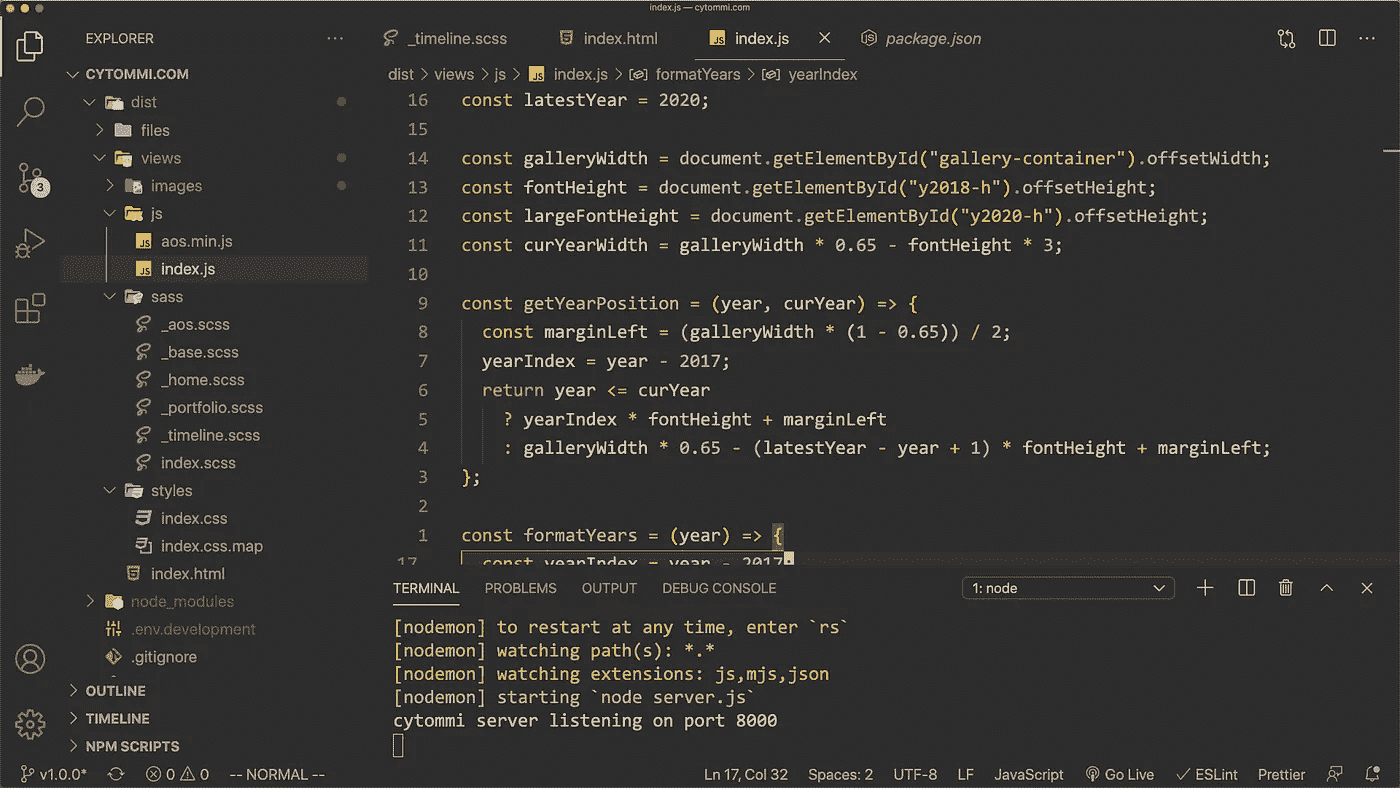 index.js — cytommi.com
EXPLORER
CYTOMMI.COM
dist
files
views
images
js
aos.min.js
index.js
sass
_aos.scss
_base.scss
_home.scss
_portfolio.scss
_timeline.scss
index.scss
styles
index.css
index.css.map
index.html
node_modules
.env.development
.gitignore
OUTLINE
TIMELINE
NPM SCRIPTS
3
_timeline.scss index.html JS index.js package.json
dist > views > js > JS index.js > formatYears > yearIndex
16 const latestYear = 2020;
15
14 const galleryWidth = document.getElementById("gallery-container").offsetWidth;
13 const fontHeight = document.getElementById("y2018-h").offsetHeight;
12 const largeFontHeight = document.getElementById("y2020-h").offsetHeight;
11 const curYearWidth = galleryWidth * 0.65 - fontHeight * 3;
10
9 const getYearPosition = (year, curYear) => {
8 const marginLeft = (galleryWidth * (1 - 0.65)) / 2;
7 yearIndex = year - 2017;
6 return year <= curYear
5 ? yearIndex * fontHeight + marginLeft
4 : galleryWidth * 0.65 - (latestYear - year + 1) * fontHeight + marginLeft;
3 };
2
1 const formatYears = (year) => {
17 const yearIndex = year - 2017;
TERMINAL PROBLEMS OUTPUT DEBUG CONSOLE 1: node
[nodemon] to restart at any time, enter `rs`
[nodemon] watching path(s): *.*
[nodemon] watching extensions: js,mjs,json
[nodemon] starting `node server.js`
cytommi server listening on port 8000
v1.0.0* 0 0 -- NORMAL -- Ln 17, Col 32 Spaces: 2 UTF-8 LF JavaScript Go Live ESLint Prettier